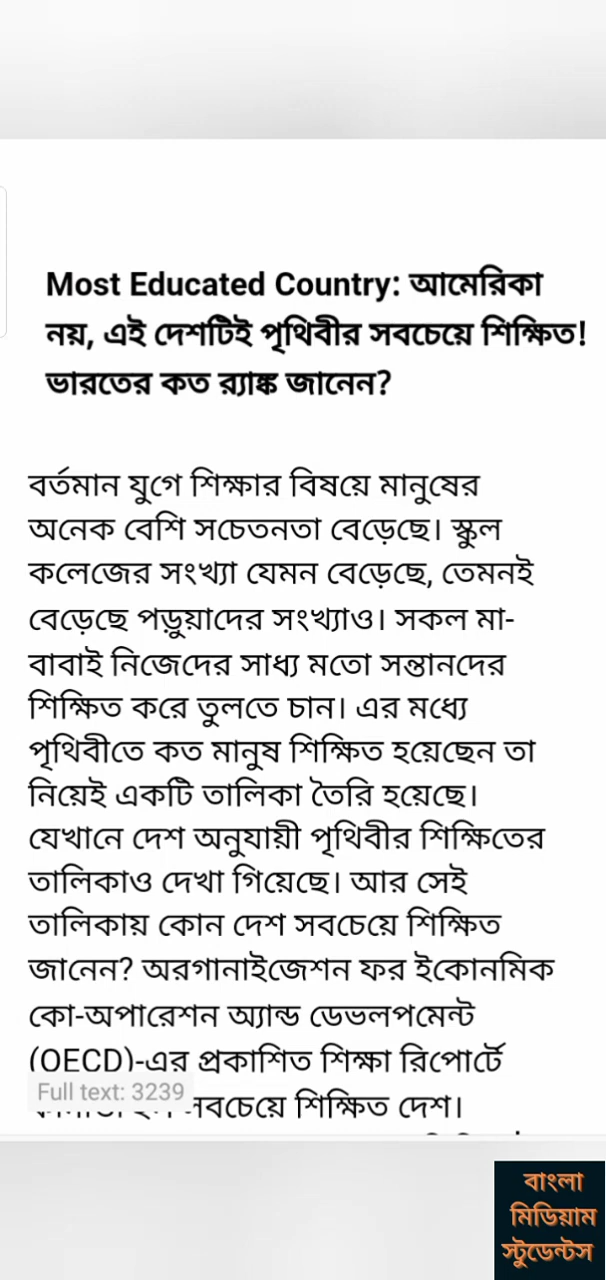 Most Educated Country: আমেরিকা
নয়, এই দেশটিই পৃথিবীর সবচেয়ে শিক্ষিত!
ভারতের কত র‍্যাঙ্ক জানেন?
বর্তমান যুগে শিক্ষার বিষয়ে মানুষের
অনেক বেশি সচেতনতা বেড়েছে। স্কুল
কলেজের সংখ্যা যেমন বেড়েছে, তেমনই
বেড়েছে পড়ুয়াদের সংখ্যাও। সকল মা-
বাবাই নিজেদের সাধ্য মতো সন্তানদের
শিক্ষিত করে তুলতে চান। এর মধ্যে
পৃথিবীতে কত মানুষ শিক্ষিত হয়েছেন তা
নিয়েই একটি তালিকা তৈরি হয়েছে।
যেখানে দেশ অনুযায়ী পৃথিবীর শিক্ষিতের
তালিকাও দেখা গিয়েছে। আর সেই
তালিকায় কোন দেশ সবচেয়ে শিক্ষিত
জানেন? অরগানাইজেশন ফর ইকোনমিক
কো-অপারেশন অ্যান্ড ডেভলপমেন্ট
(OECD)-এর প্রকাশিত শিক্ষা রিপোর্টে
Full text: 3239
সবচেয়ে শিক্ষিত দেশ।
বাংলা
মিডিয়াম
স্টুডেন্টস